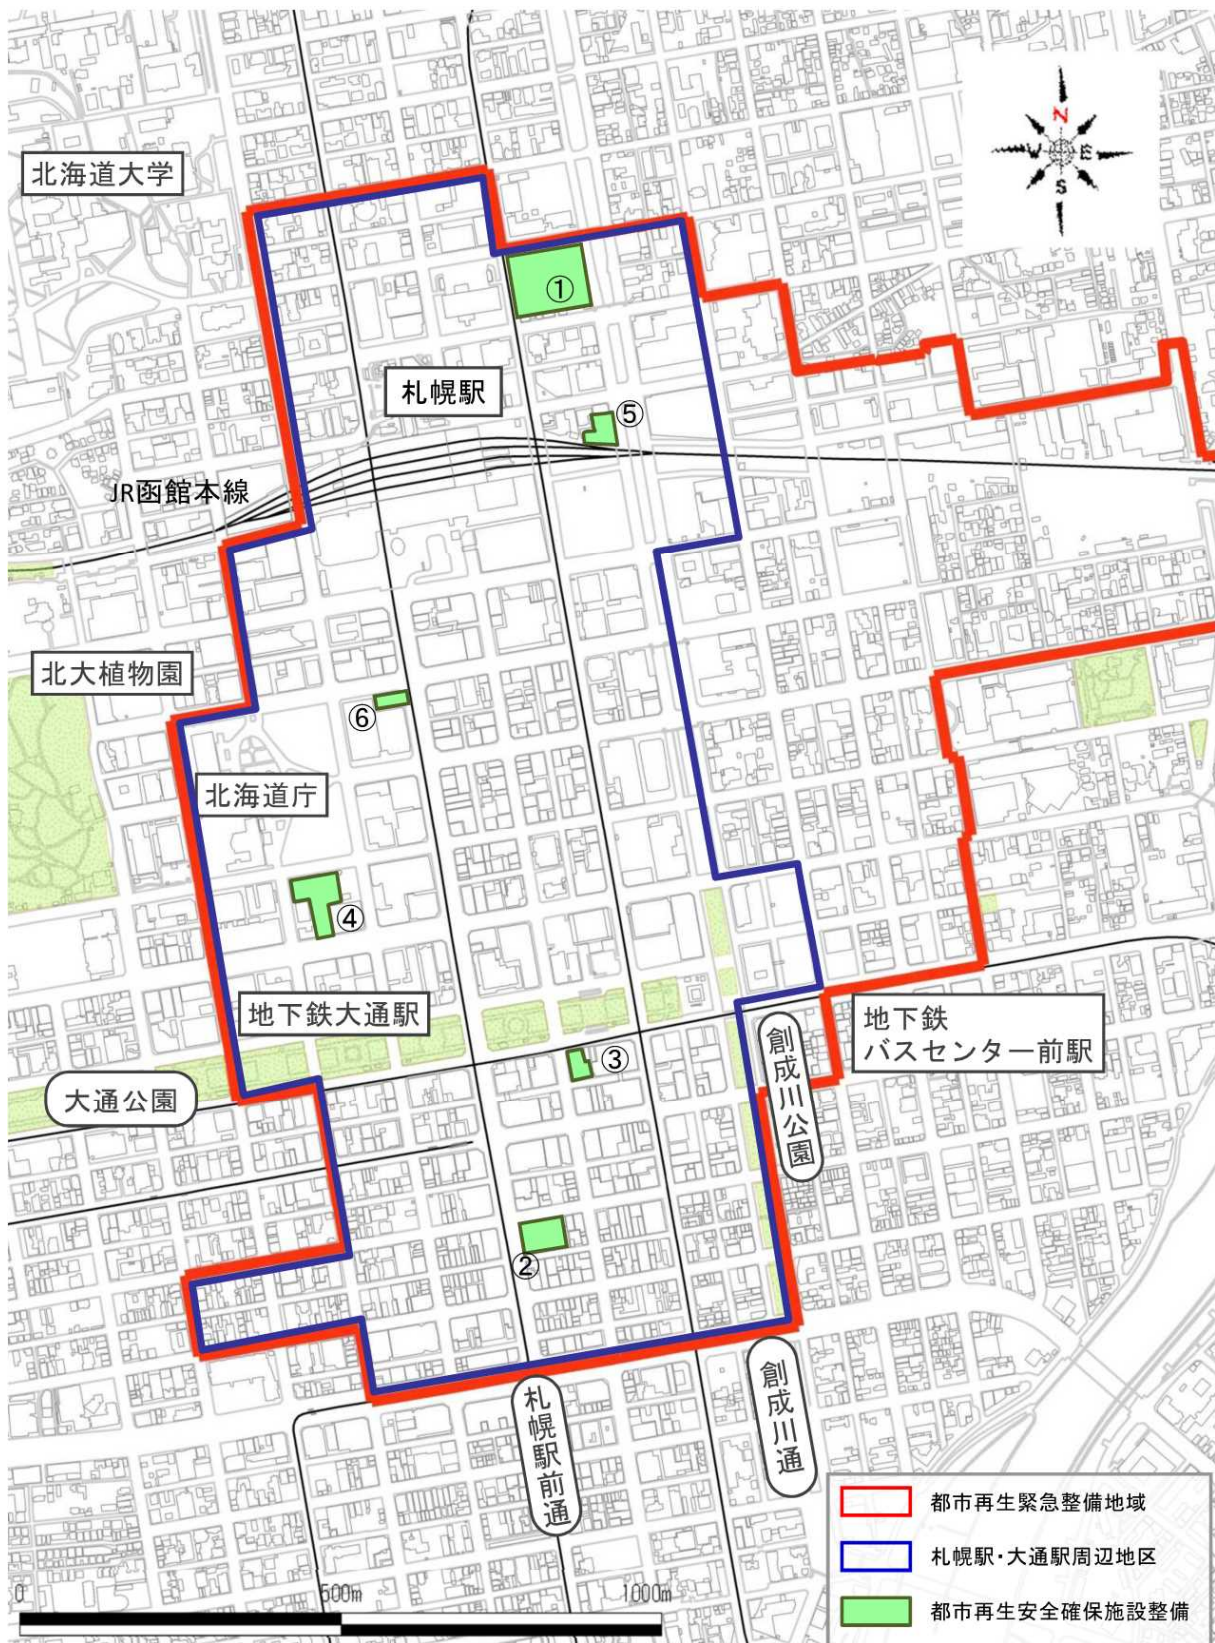 N
W
E
S
北海道大学
①
札幌駅
⑤
JR函館本線
北大植物園
⑥
北海道庁
④
地下鉄大通駅
地下鉄
バスセンター前駅
③
創成川公園
大通公園
②
札幌駅前通
創成川通
都市再生緊急整備地域
札幌駅・大通駅周辺地区
都市再生安全確保施設整備
0
500m
1000m